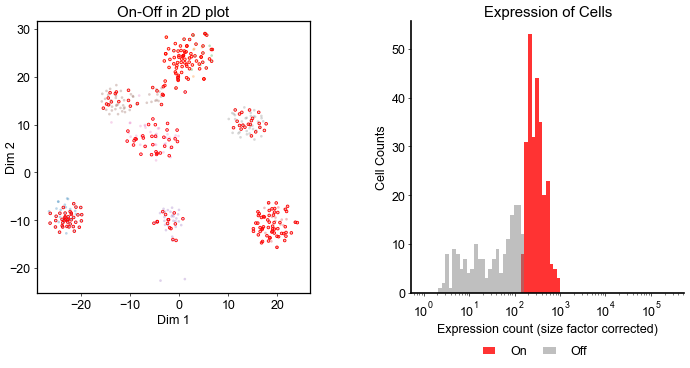 On-Off in 2D plot
Dim 2
30
20
10
0
−10
−20
−20 −10 0 10 20
Dim 1
Expression of Cells
Cell Counts
50
40
30
20
10
0
10^0 10^1 10^2 10^3 10^4 10^5
Expression count (size factor corrected)
On Off